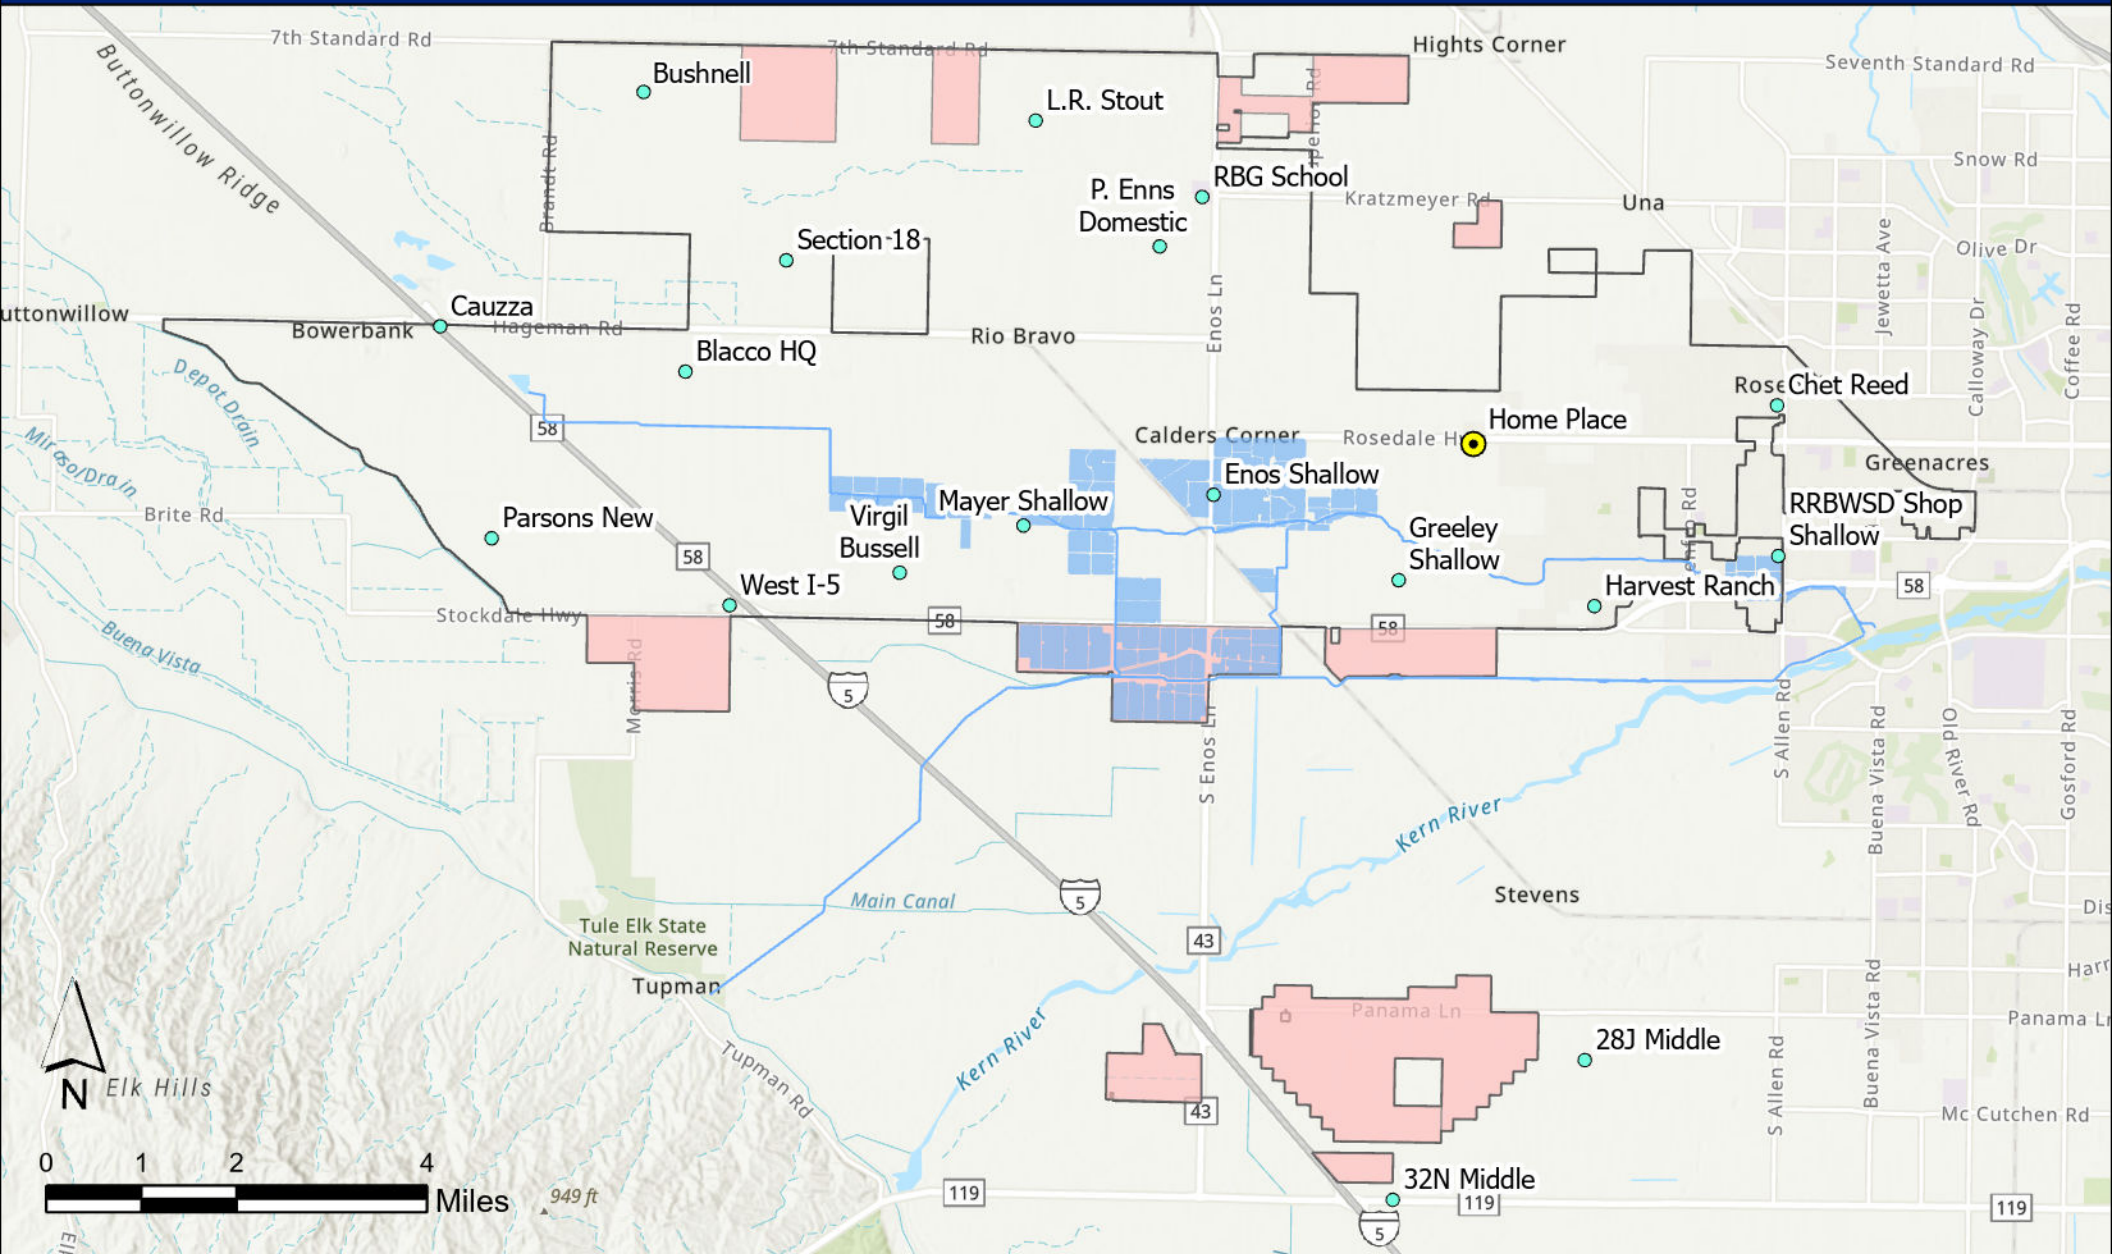 7th Standard Rd
7th Standard Rd
Hights Corner
Seventh Standard Rd
Buttonwillow Ridge
Bushnell
L.R. Stout
Snow Rd
Brandt Rd
RBG School
P. Enns
Domestic
Kratzmeyer Rd
Una
Section 18
Olive Dr
Jewetta Ave
Cauzza
uttonwillow
Bowerbank
Hageman Rd
Rio Bravo
Enos Ln
Calloway Dr
Coffee Rd
Blacco HQ
Depot Drain
Rose
Chet Reed
58
Home Place
Calders Corner
Rosedale H
Greenacres
Enos Shallow
Mayer Shallow
RRBWSD Shop
Shallow
Brite Rd
Parsons New
Virgil
Bussell
Greeley
Shallow
58
West I-5
Harvest Ranch
58
Stockdale Hwy
58
58
Buena Vista
Morris Rd
5
S Enos Ln
S Allen Rd
Buena Vista Rd
Old River Rd
Gosford Rd
Kern River
Stevens
5
Main Canal
Dis
Tule Elk State
Natural Reserve
43
Harr
Tupman
Panama Ln
Panama Ln
Kern River
28J Middle
Tupman Rd
N
Elk Hills
43
S Allen Rd
Buena Vista Rd
Mc Cutchen Rd
0 1 2 4
Miles
949 ft
119
32N Middle
119
119
5